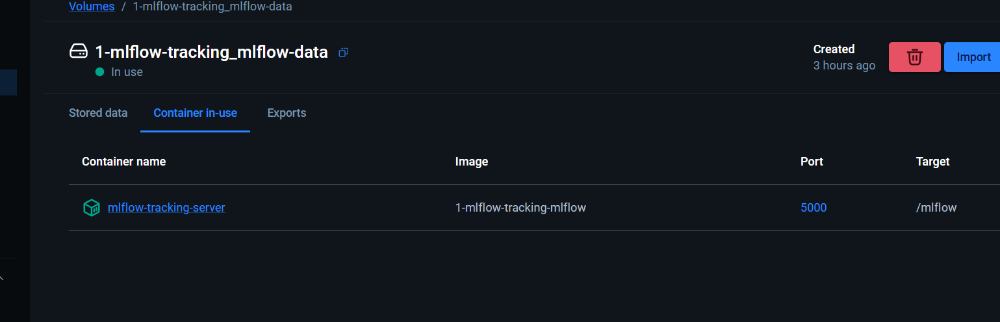 Volumes / 1-mlflow-tracking_mlflow-data
1-mlflow-tracking_mlflow-data
In use
Created
3 hours ago
Import
Stored data Container in-use Exports
Container name Image Port Target
mlflow-tracking-server 1-mlflow-tracking-mlflow 5000 /mlflow